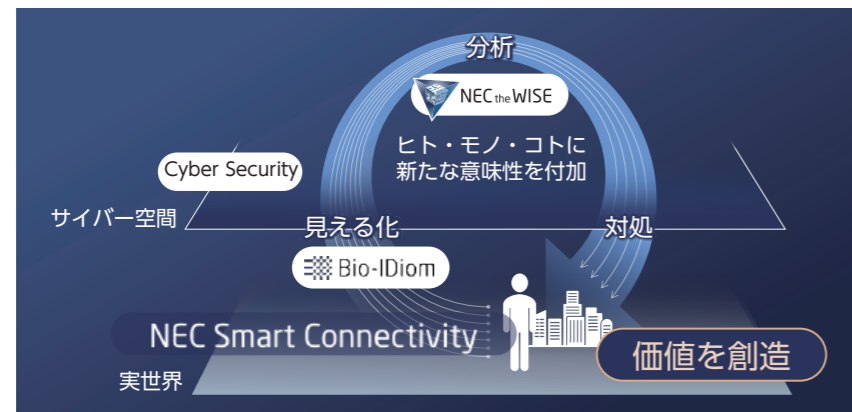 分析
NEC the WISE
ヒト・モノ・コトに
新たな意味性を付加
Cyber Security
サイバー空間
見える化
対処
Bio-IDiom
NEC Smart Connectivity
価値を創造
実世界